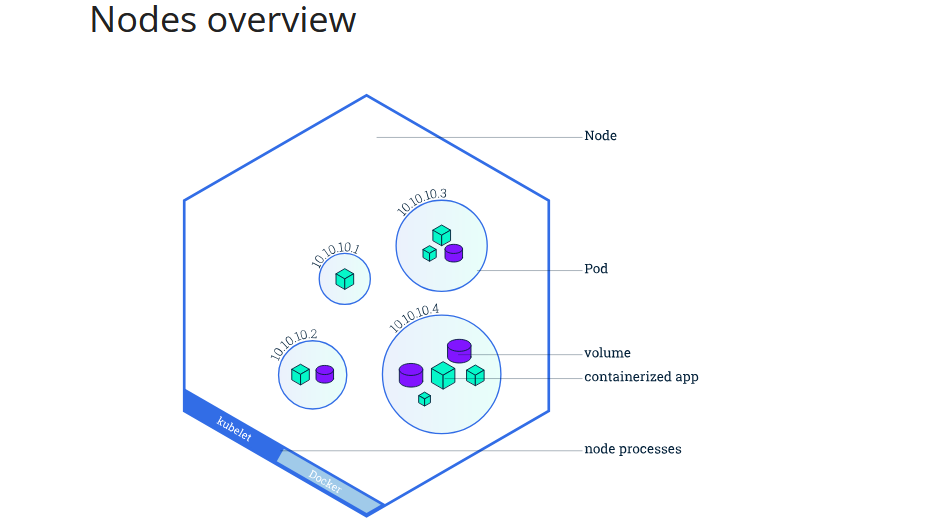 Nodes overview
Node
10.10.10.3
10.10.10.1
Pod
10.10.10.4
10.10.10.2
volume
containerized app
kubelet
node processes
Docker